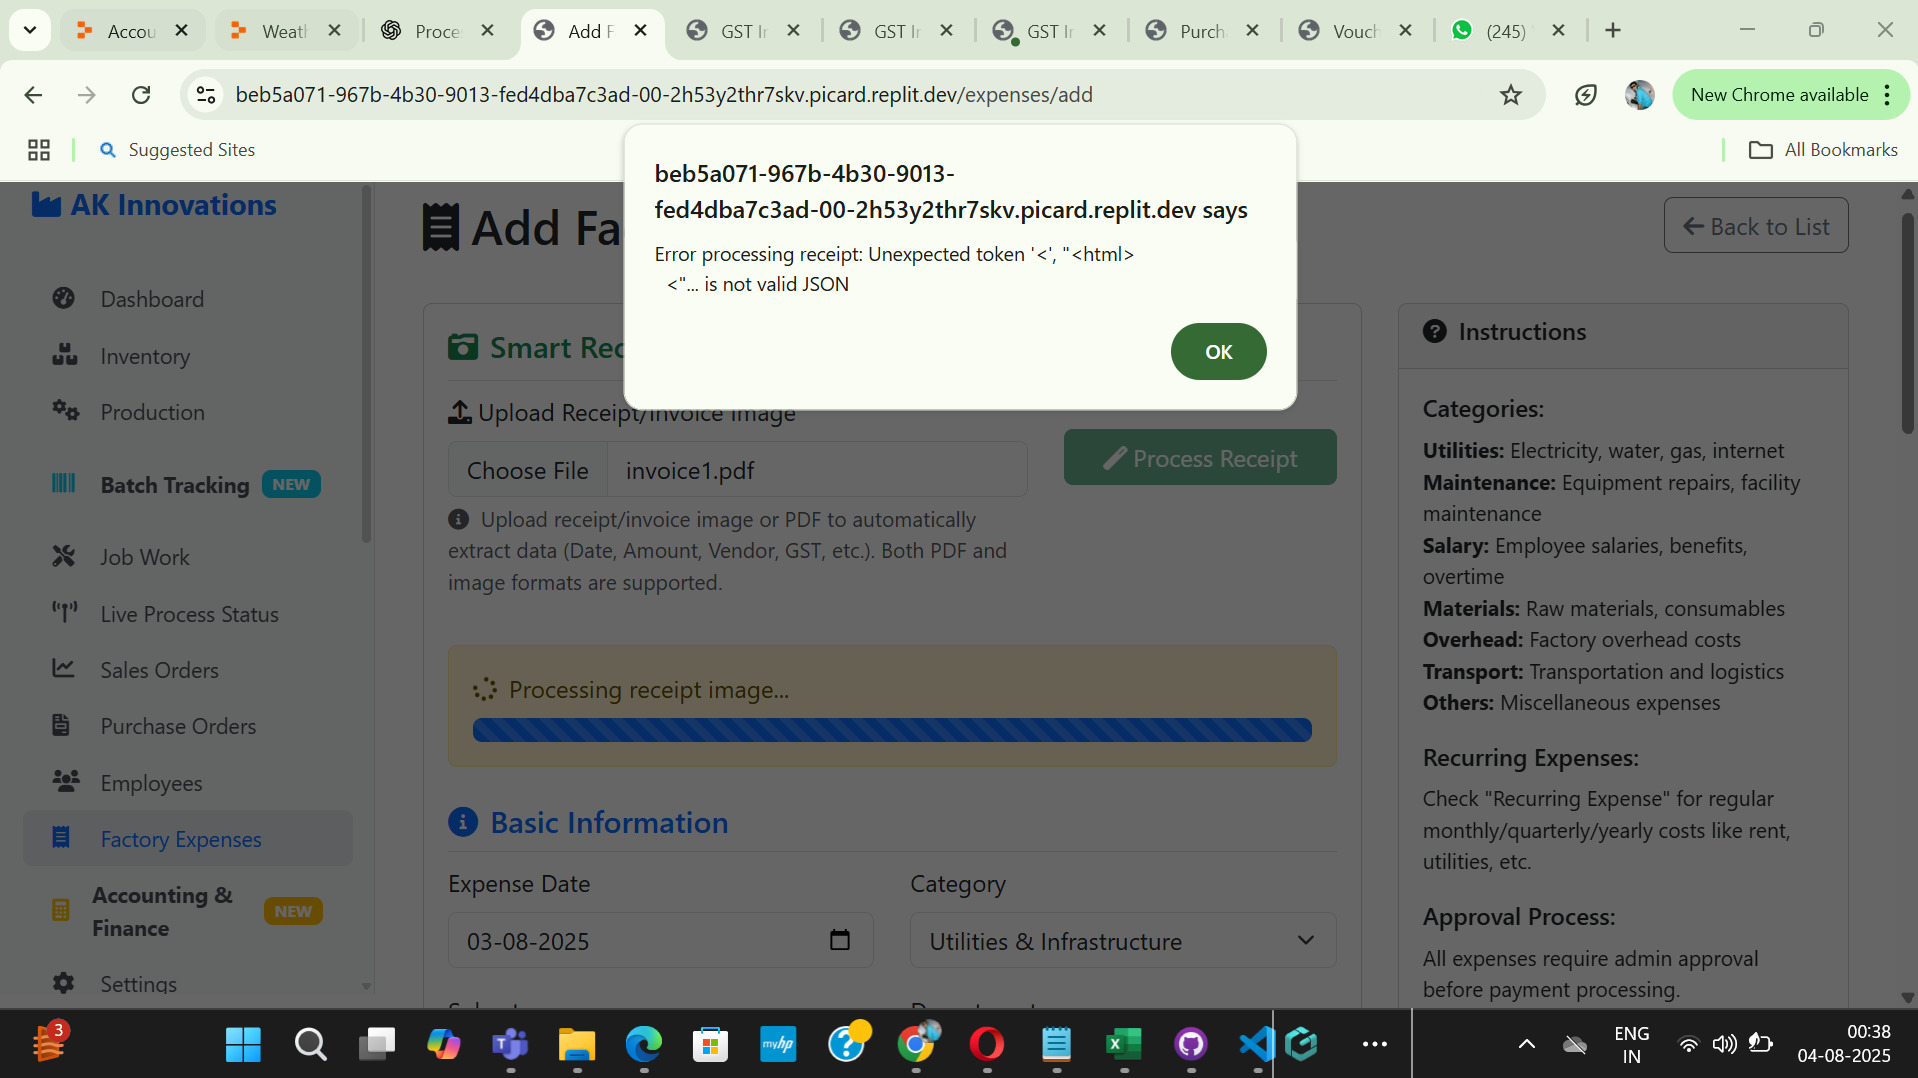 Accou
Weath
Proce
Add F
GST I
GST I
GST I
Purch
Vouch
(245)
beb5a071-967b-4b30-9013-fed4dba7c3ad-00-2h53y2thr7skv.picard.replit.dev/expenses/add
New Chrome available
Suggested Sites
All Bookmarks
beb5a071-967b-4b30-9013-
fed4dba7c3ad-00-2h53y2thr7skv.picard.replit.dev says
Error processing receipt: Unexpected token '<', "<html>
<"... is not valid JSON
OK
AK Innovations
Dashboard
Inventory
Production
Batch Tracking NEW
Job Work
Live Process Status
Sales Orders
Purchase Orders
Employees
Factory Expenses
Accounting &
Finance
NEW
Settings
Add Fa
Back to List
Smart Rec
Upload Receipt/Invoice Image
Choose File invoice1.pdf
Process Receipt
Upload receipt/invoice image or PDF to automatically
extract data (Date, Amount, Vendor, GST, etc.). Both PDF and
image formats are supported.
Processing receipt image...
Basic Information
Expense Date
Category
03-08-2025
Utilities & Infrastructure
Instructions
Categories:
Utilities: Electricity, water, gas, internet
Maintenance: Equipment repairs, facility
maintenance
Salary: Employee salaries, benefits,
overtime
Materials: Raw materials, consumables
Overhead: Factory overhead costs
Transport: Transportation and logistics
Others: Miscellaneous expenses
Recurring Expenses:
Check "Recurring Expense" for regular
monthly/quarterly/yearly costs like rent,
utilities, etc.
Approval Process:
All expenses require admin approval
before payment processing.
3
myhp
ENG
IN
00:38
04-08-2025